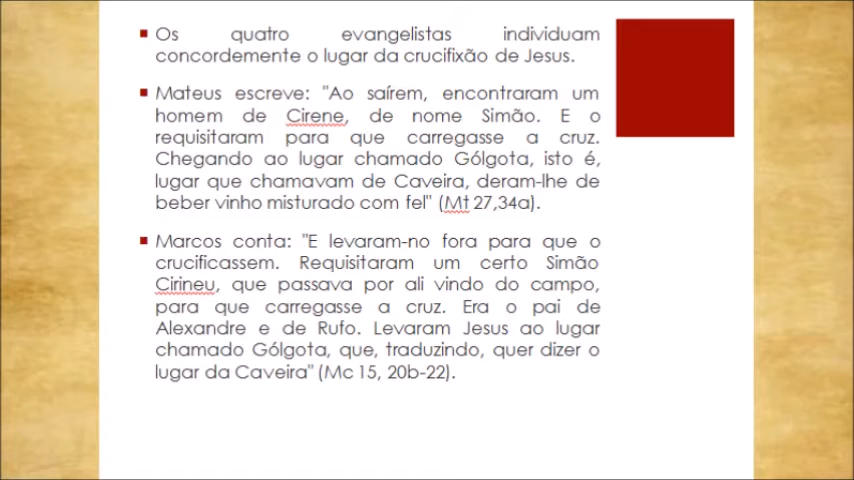 Os quatro evangelistas individuam
concordemente o lugar da crucifixão de Jesus.
Mateus escreve: "Ao saírem, encontraram um
homem de Cirene, de nome Simão. E o
requisitaram para que carregasse a cruz.
Chegando ao lugar chamado Gólgota, isto é,
lugar que chamavam de Caveira, deram-lhe de
beber vinho misturado com fel" (Mt 27,34a).
Marcos conta: "E levaram-no fora para que o
crucificassem. Requisitaram um certo Simão
Cirineu, que passava por ali vindo do campo,
para que carregasse a cruz. Era o pai de
Alexandre e de Rufo. Levaram Jesus ao lugar
chamado Gólgota, que, traduzindo, quer dizer o
lugar da Caveira" (Mc 15, 20b-22).